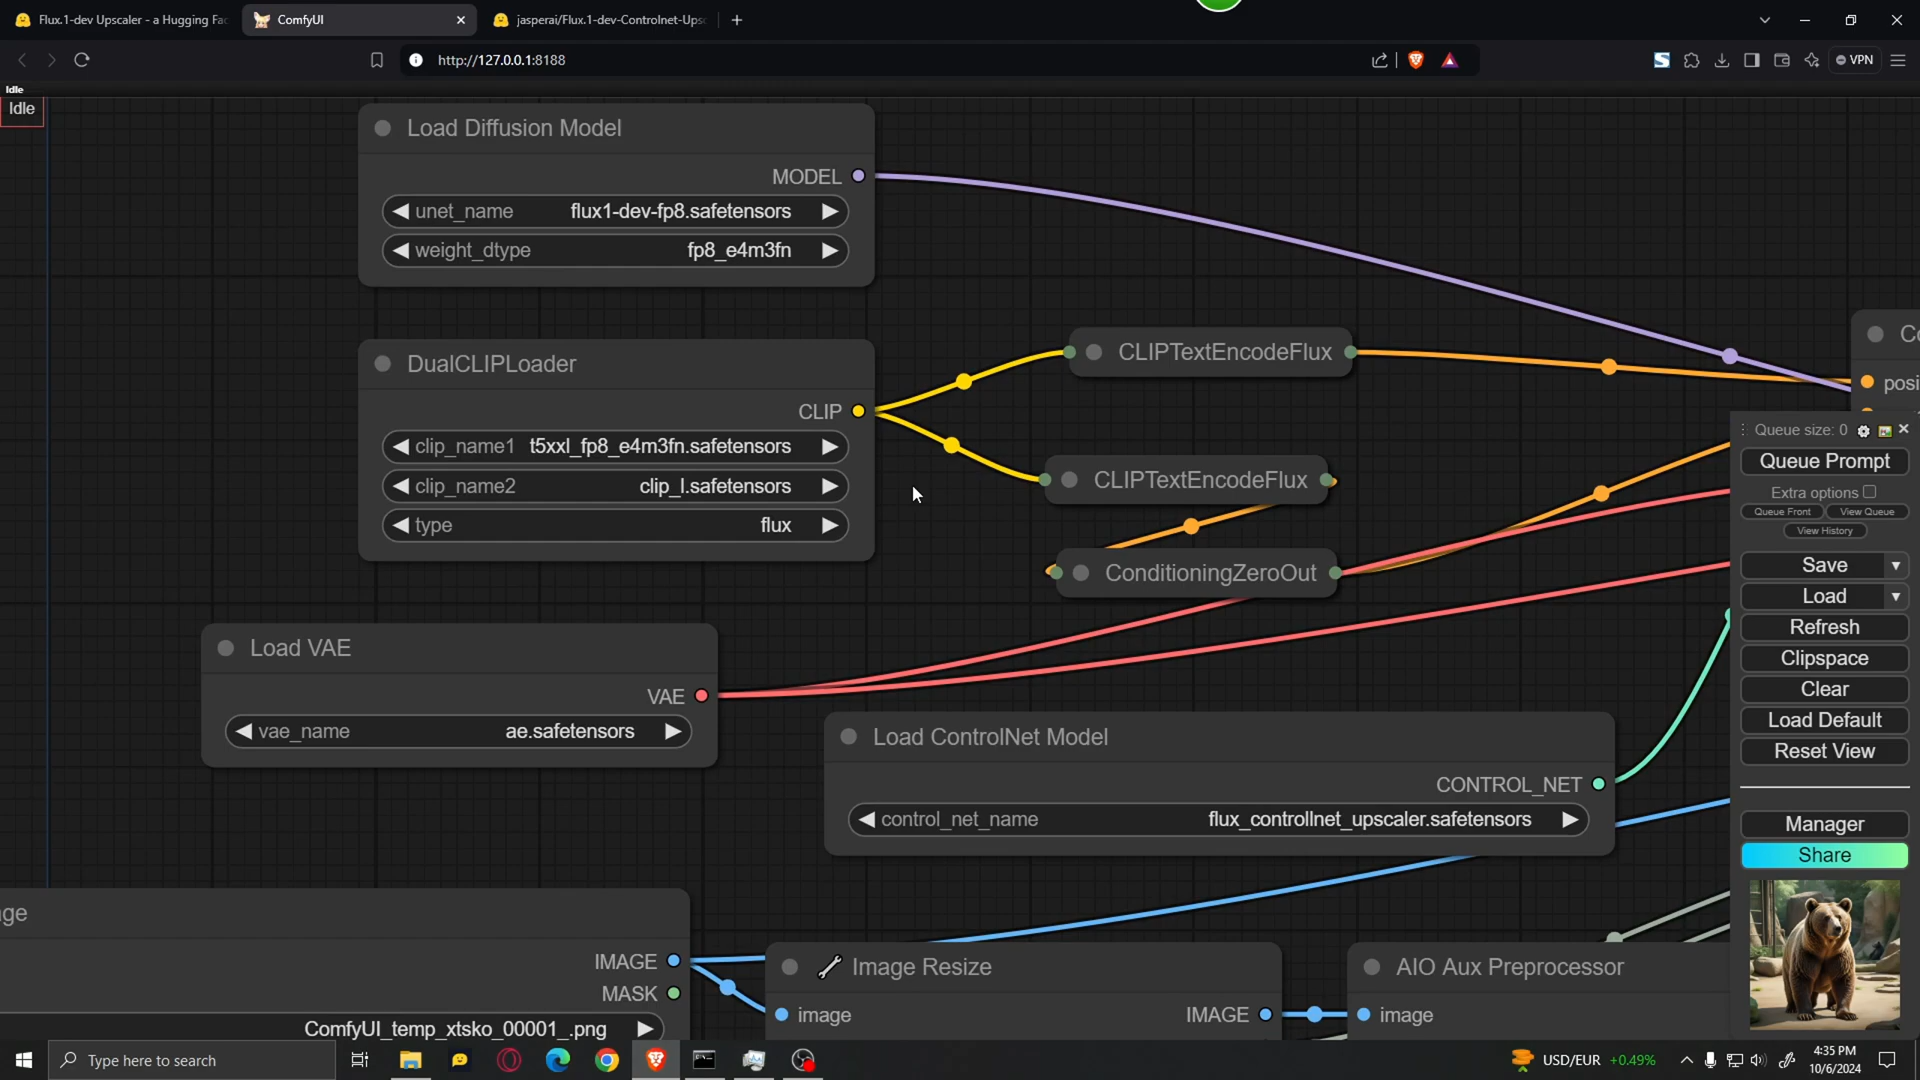 Flux.1-dev Upscaler - a Hugging Fac
ComfyUI
jasperai/Flux.1-dev-Controlnet-Ups
http://127.0.0.1:8188
VPN
Idle
Idle
Load Diffusion Model
MODEL
unet_name flux1-dev-fp8.safetensors
weight_dtype fp8_e4m3fn
DualCLIPLoader
CLIP
clip_name1 t5xxl_fp8_e4m3fn.safetensors
clip_name2 clip_l.safetensors
type flux
CLIPTextEncodeFlux
CLIPTextEncodeFlux
ConditioningZeroOut
Co
posi
Load VAE
VAE
vae_name ae.safetensors
Load ControlNet Model
CONTROL_NET
control_net_name flux_controllnet_upscaler.safetensors
ge
IMAGE
MASK
ComfyUI_temp_xtsko_00001_.png
Image Resize
image IMAGE
AIO Aux Preprocessor
image
Queue size: 0
Queue Prompt
Extra options
Queue Front View Queue
View History
Save
Load
Refresh
Clipspace
Clear
Load Default
Reset View
Manager
Share
Type here to search
USD/EUR +0.49%
4:35 PM
10/6/2024